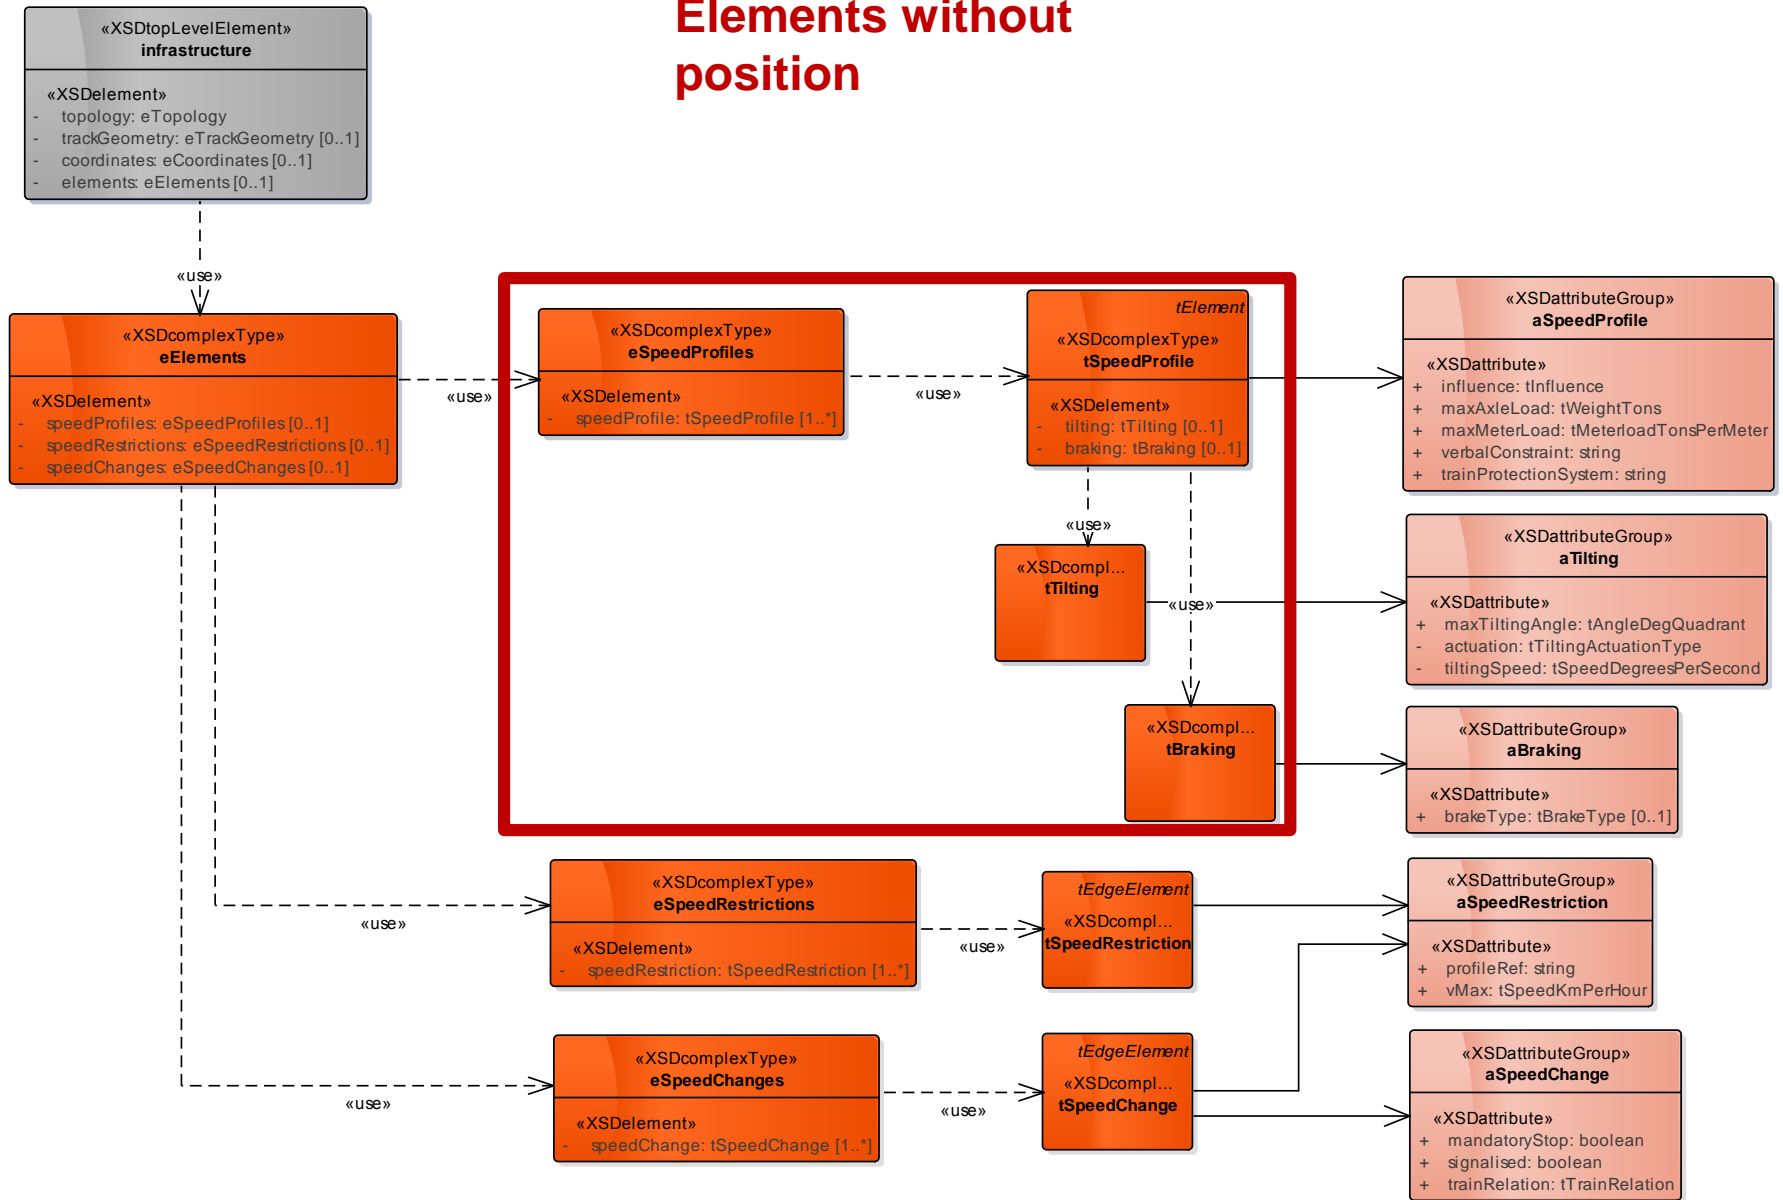 Elements without
position
«XSDtopLevelElement»
infrastructure
«XSDelement»
- topology: eTopology
- trackGeometry: eTrackGeometry [0..1]
- coordinates: eCoordinates [0..1]
- elements: eElements [0..1]
«use»
«XSDcomplexType»
eElements
«XSDelement»
- speedProfiles: eSpeedProfiles [0..1]
- speedRestrictions: eSpeedRestrictions [0..1]
- speedChanges: eSpeedChanges [0..1]
«use»
«XSDcomplexType»
eSpeedProfiles
«XSDelement»
- speedProfile: tSpeedProfile [1..*]
«use»
tElement
«XSDcomplexType»
tSpeedProfile
«XSDelement»
- tilting: tTilting [0..1]
- braking: tBraking [0..1]
«XSDattributeGroup»
aSpeedProfile
«XSDattribute»
+ influence: tInfluence
+ maxAxleLoad: tWeightTons
+ maxMeterLoad: tMeterloadTonsPerMeter
+ verbalConstraint: string
+ trainProtectionSystem: string
«use»
«XSDcompl...
tTilting
«use»
«XSDattributeGroup»
aTilting
«XSDattribute»
+ maxTiltingAngle: tAngleDegQuadrant
- actuation: tTiltingActuationType
- tiltingSpeed: tSpeedDegreesPerSecond
«XSDcompl...
tBraking
«XSDattributeGroup»
aBraking
«XSDattribute»
+ brakeType: tBrakeType [0..1]
«use»
«XSDcomplexType»
eSpeedRestrictions
«XSDelement»
- speedRestriction: tSpeedRestriction [1..*]
«use»
tEdgeElement
«XSDcompl...
tSpeedRestriction
«XSDattributeGroup»
aSpeedRestriction
«XSDattribute»
+ profileRef: string
+ vMax: tSpeedKmPerHour
«use»
«XSDcomplexType»
eSpeedChanges
«XSDelement»
- speedChange: tSpeedChange [1..*]
«use»
tEdgeElement
«XSDcompl...
tSpeedChange
«XSDattributeGroup»
aSpeedChange
«XSDattribute»
+ mandatoryStop: boolean
+ signalised: boolean
+ trainRelation: tTrainRelation